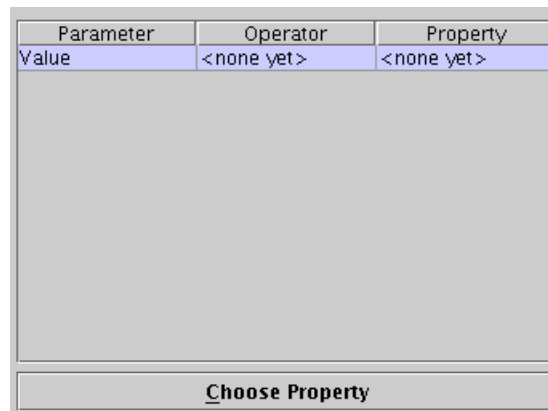 Parameter Operator Property
Value <none yet> <none yet>
Choose Property